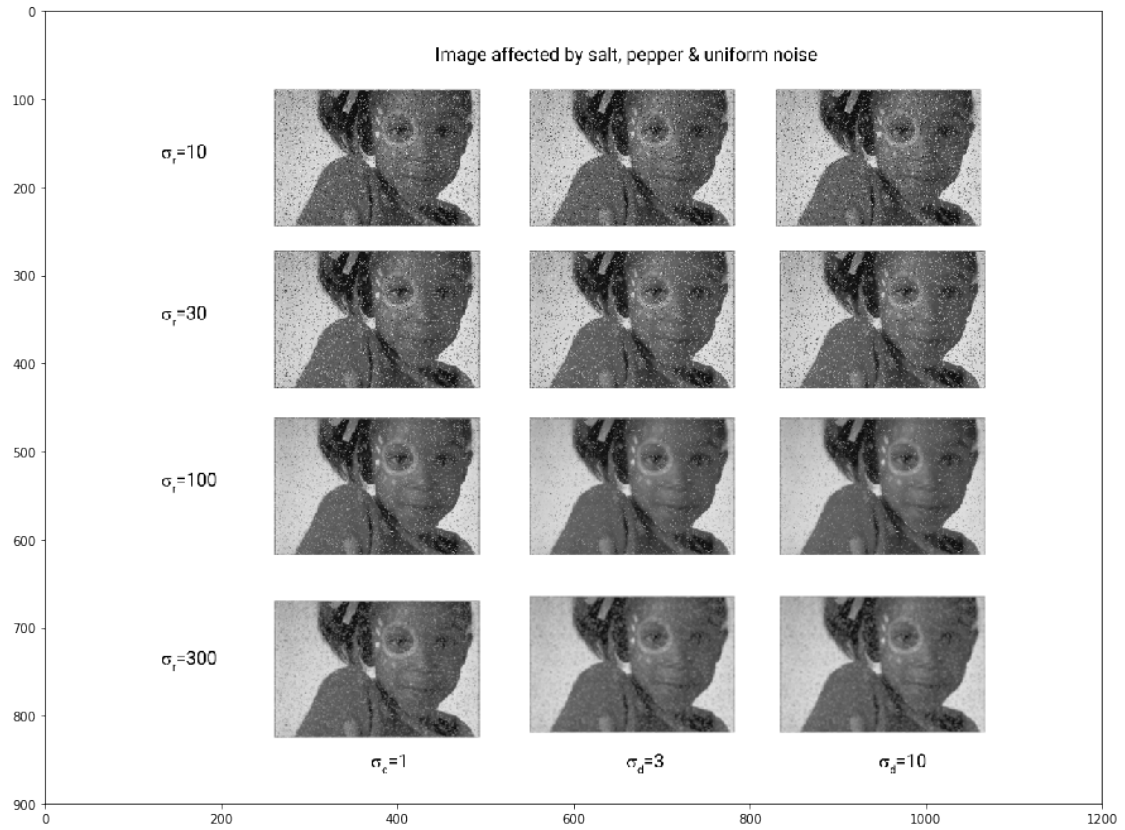 0
Image affected by salt, pepper & uniform noise
100
σr=10
200
300
σr=30
400
500
σr=100
600
700
σr=300
800
σc=1 σd=3 σd=10
900
0 200 400 600 800 1000 1200